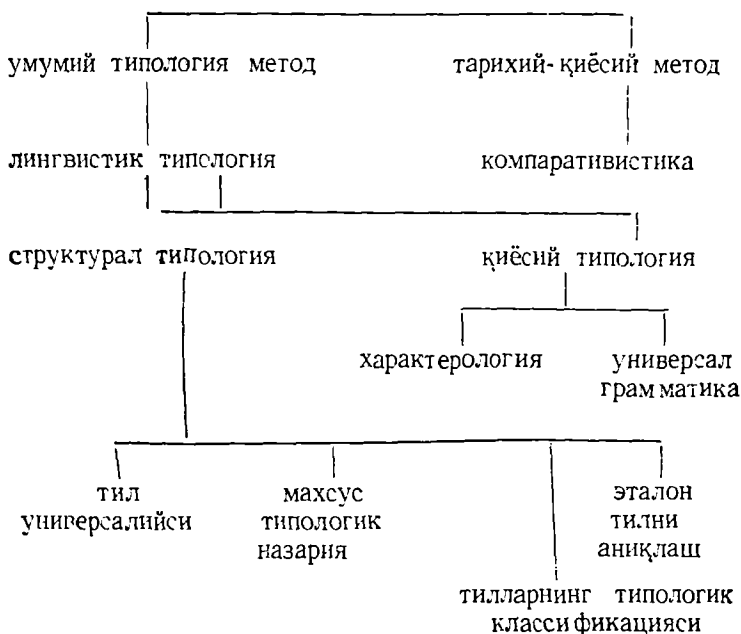 умумий типология метод
тарихий-қиёсий метод
лингвистик типология
компаративистика
структурал типология
қиёсий типология
характерология
универсал
грамматика
тил
универсалийси
махсус
типологик
назария
эталон
тилни
аниқлаш
тилларнинг типологик
классификацияси